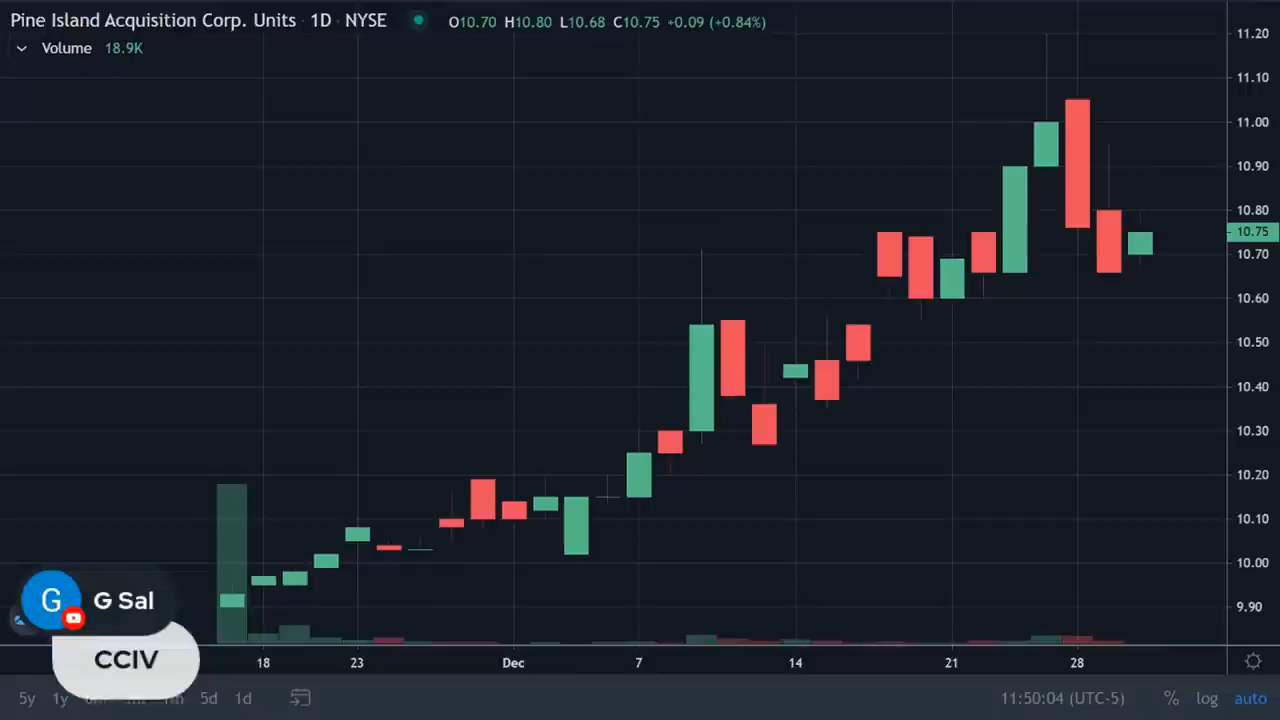 Pine Island Acquisition Corp. Units · 1D · NYSE O10.70 H10.80 L10.68 C10.75 +0.09 (+0.84%)
Volume 18.9K
11.20
11.10
11.00
10.90
10.80
10.75
10.70
10.60
10.50
10.40
10.30
10.20
10.10
10.00
9.90
G G Sal
CCIV
18 23 Dec 7 14 21 28
5y 1y 5d 1d 11:50:04 (UTC-5) % log auto